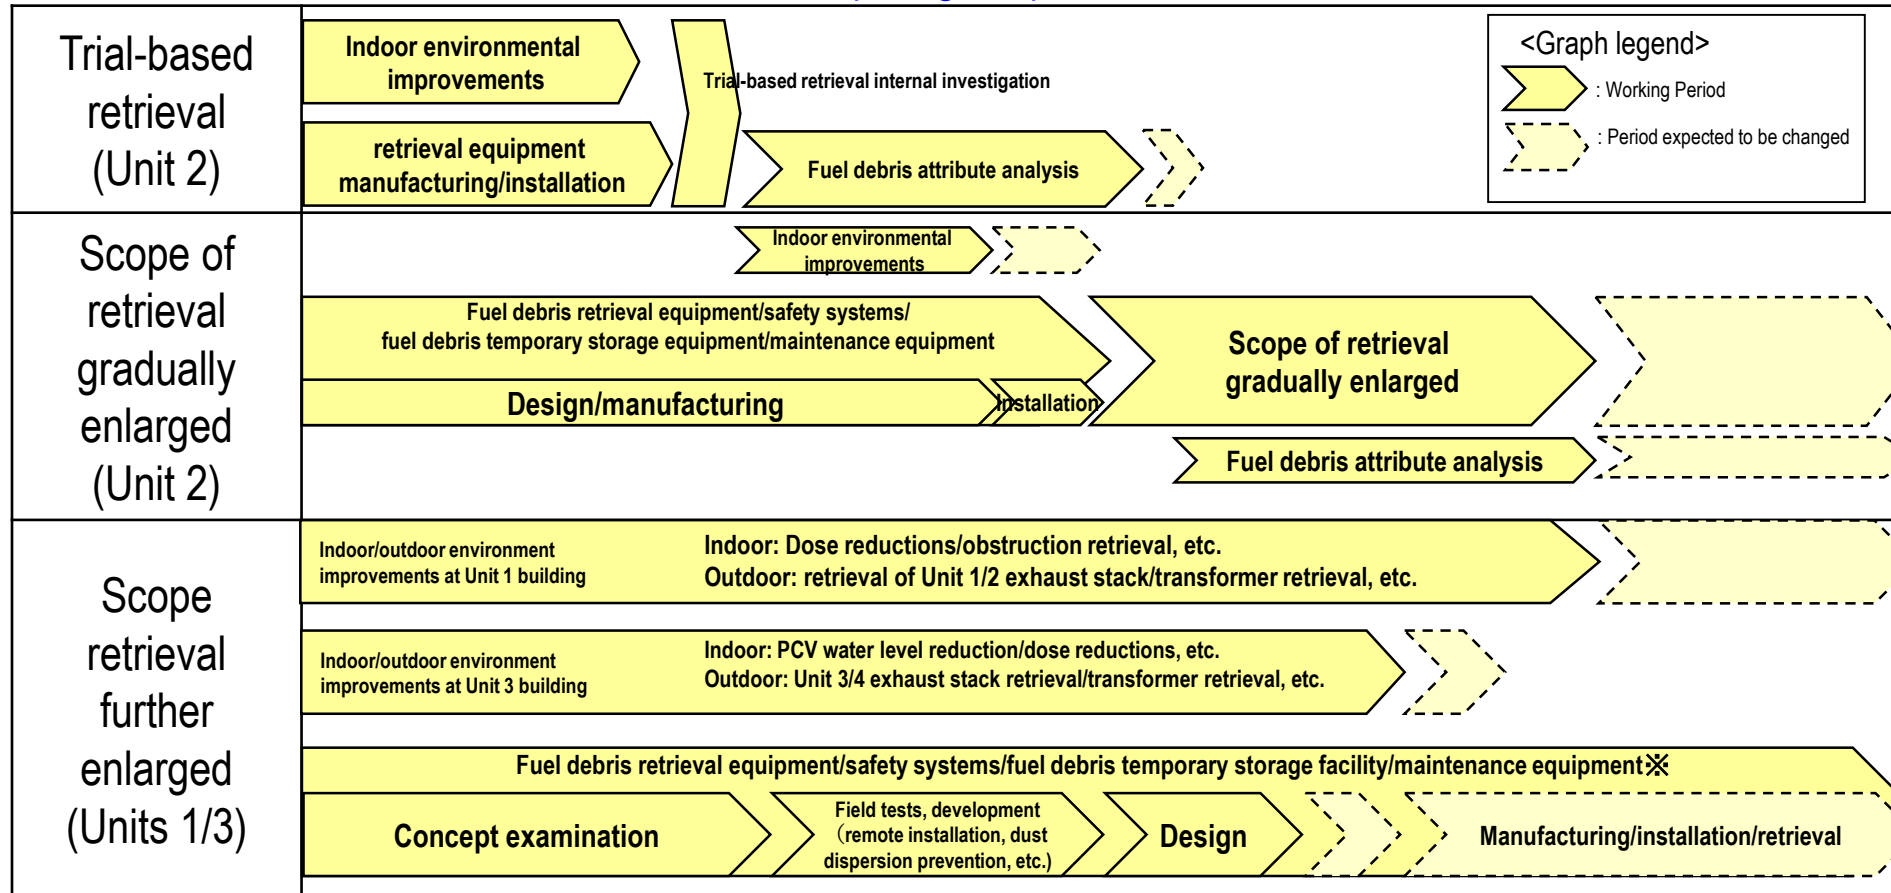 Trial-based
retrieval
(Unit 2)
Indoor environmental
improvements
retrieval equipment
manufacturing/installation
Trial-based retrieval internal investigation
Fuel debris attribute analysis
<Graph legend>
: Working Period
: Period expected to be changed
Scope of
retrieval
gradually
enlarged
(Unit 2)
Indoor environmental
improvements
Fuel debris retrieval equipment/safety systems/
fuel debris temporary storage equipment/maintenance equipment
Design/manufacturing
Installation
Scope of retrieval
gradually enlarged
Fuel debris attribute analysis
Scope
retrieval
further
enlarged
(Units 1/3)
Indoor/outdoor environment
improvements at Unit 1 building
Indoor: Dose reductions/obstruction retrieval, etc.
Outdoor: retrieval of Unit 1/2 exhaust stack/transformer retrieval, etc.
Indoor/outdoor environment
improvements at Unit 3 building
Indoor: PCV water level reduction/dose reductions, etc.
Outdoor: Unit 3/4 exhaust stack retrieval/transformer retrieval, etc.
Fuel debris retrieval equipment/safety systems/fuel debris temporary storage facility/maintenance equipment※
Concept examination
Field tests, development
(remote installation, dust
dispersion prevention, etc.)
Design
Manufacturing/installation/retrieval